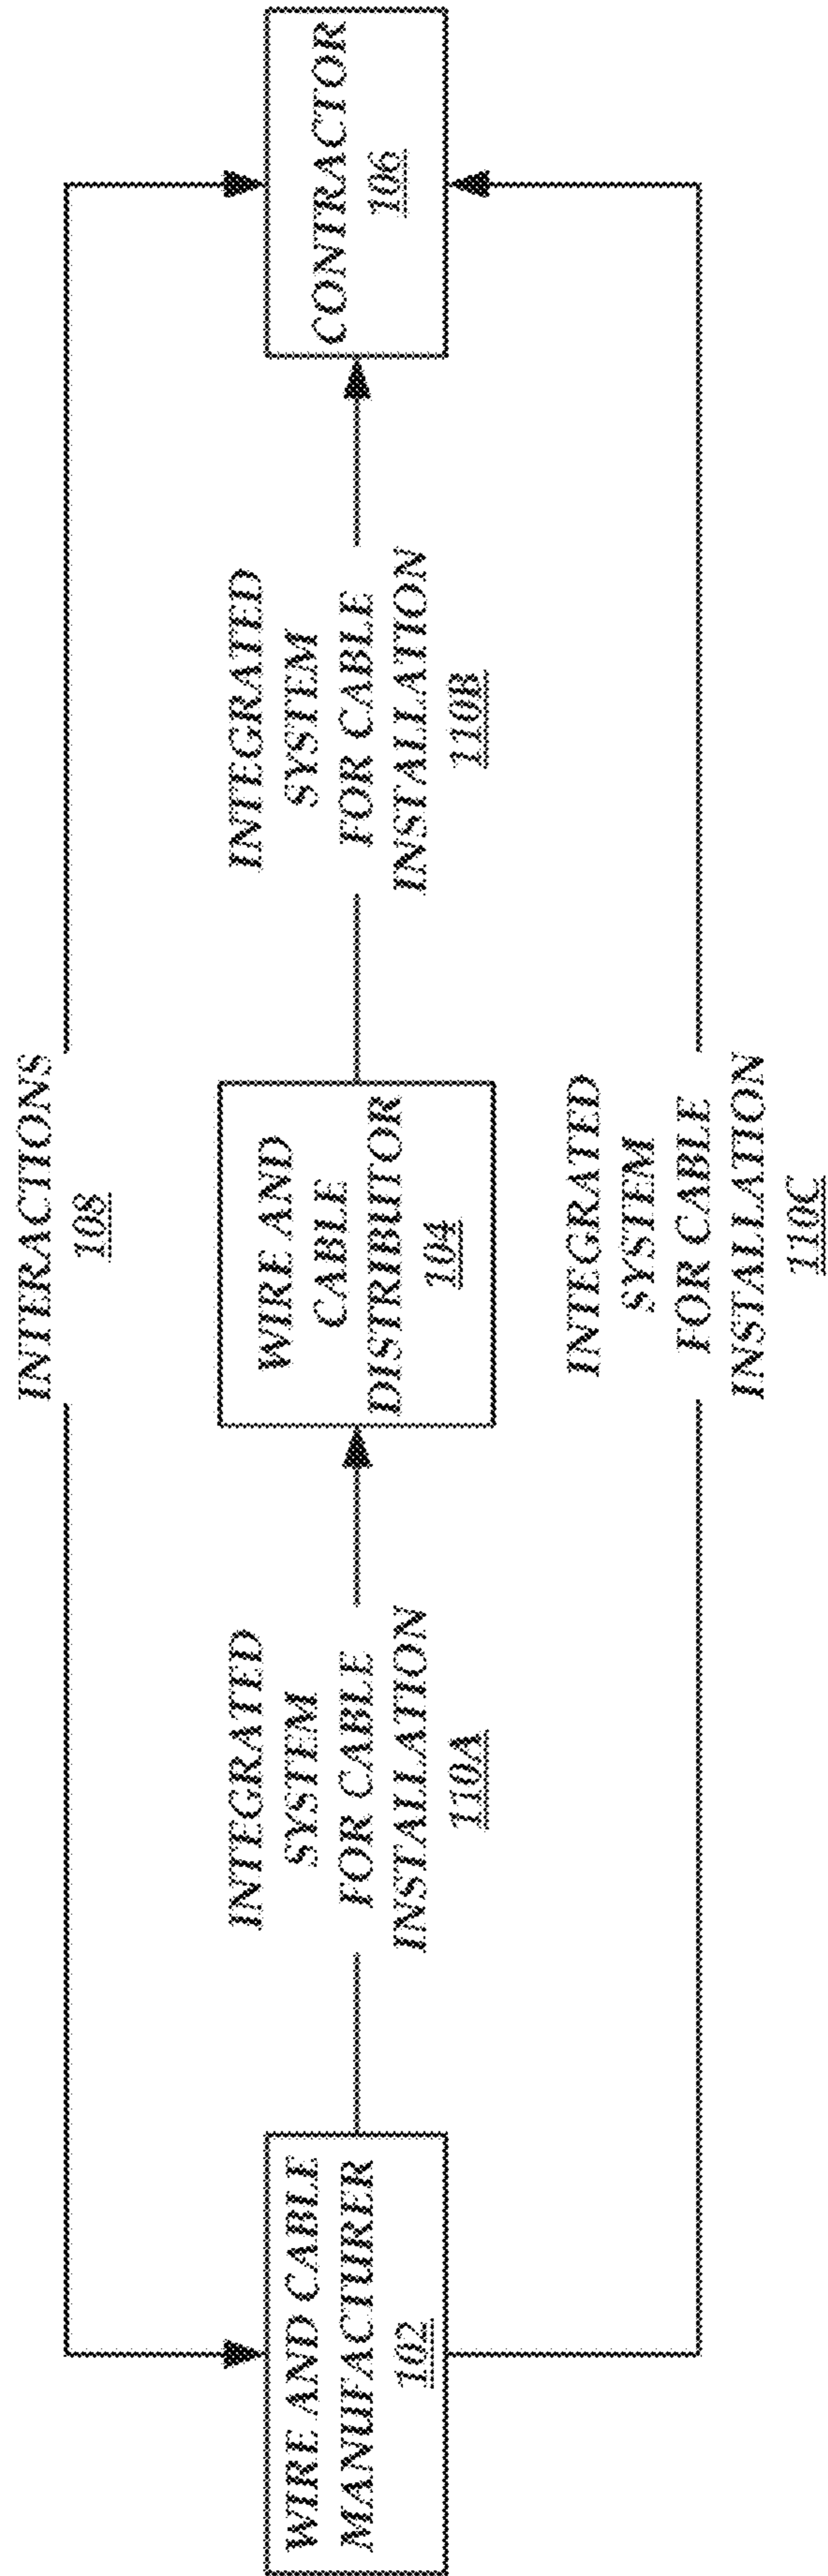 INTERACTIONS
108
WIRE AND CABLE
MANUFACTURER
102
INTEGRATED
SYSTEM
FOR CABLE
INSTALLATION
110A
WIRE AND
CABLE
DISTRIBUTOR
104
INTEGRATED
SYSTEM
FOR CABLE
INSTALLATION
110B
CONTRACTOR
106
INTEGRATED
SYSTEM
FOR CABLE
INSTALLATION
110C